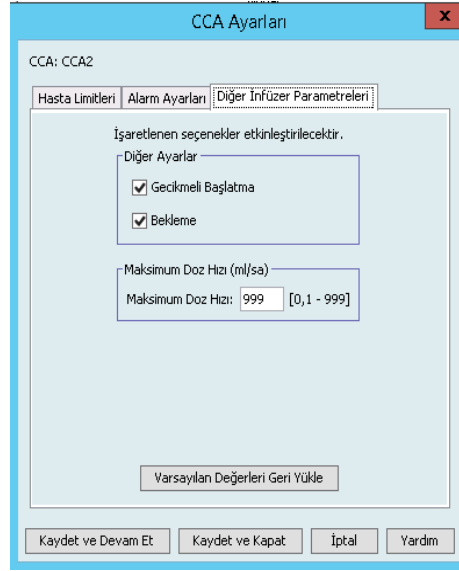 CCA Ayarları
x
CCA: CCA2
Hasta Limitleri Alarm Ayarları Diğer İnfüzer Parametreleri
İşaretlenen seçenekler etkinleştirilecektir.
Diğer Ayarlar
Gecikmeli Başlatma
Bekleme
Maksimum Doz Hızı (ml/sa)
Maksimum Doz Hızı: 999 [0,1 - 999]
Varsayılan Değerleri Geri Yükle
Kaydet ve Devam Et Kaydet ve Kapat İptal Yardım